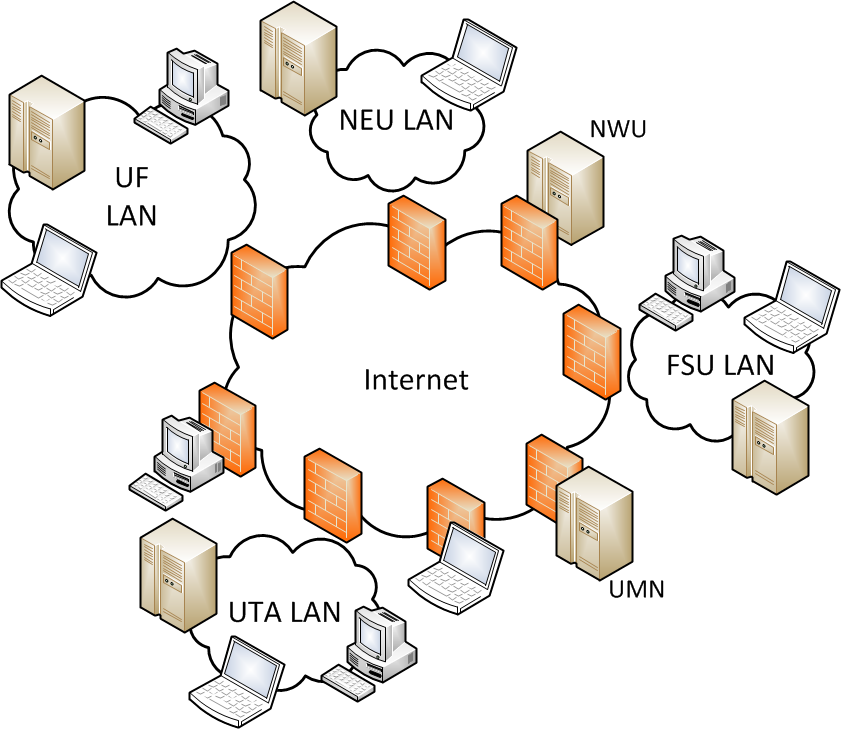 NEU LAN
NWU
UF
LAN
FSU LAN
Internet
UTA LAN
UMN